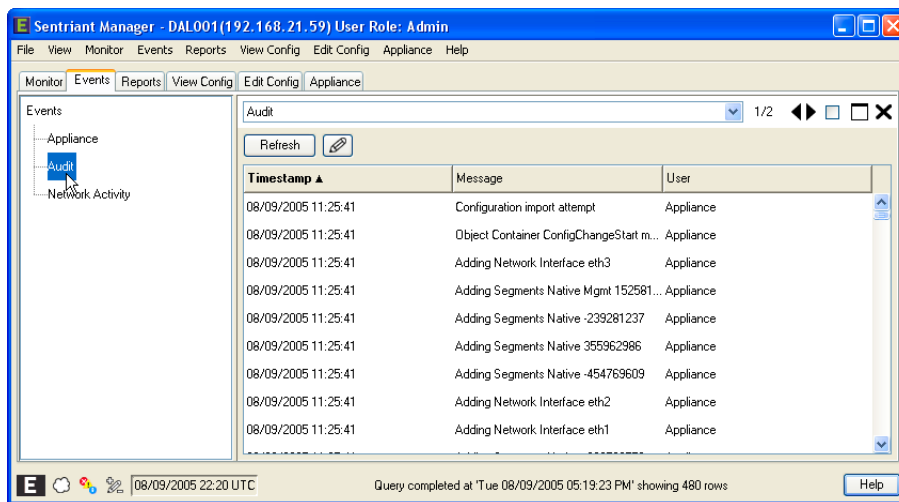 E Sentriant Manager - DAL001(192.168.21.59) User Role: Admin
File View Monitor Events Reports View Config Edit Config Appliance Help
Monitor Events Reports View Config Edit Config Appliance
Events
Appliance
Audit
Network Activity
Audit 1/2
Refresh
Timestamp Message User
08/09/2005 11:25:41 Configuration import attempt Appliance
08/09/2005 11:25:41 Object Container ConfigChangeStart m... Appliance
08/09/2005 11:25:41 Adding Network Interface eth3 Appliance
08/09/2005 11:25:41 Adding Segments Native Mgmt 152581... Appliance
08/09/2005 11:25:41 Adding Segments Native -239281237 Appliance
08/09/2005 11:25:41 Adding Segments Native 355962986 Appliance
08/09/2005 11:25:41 Adding Segments Native -454769609 Appliance
08/09/2005 11:25:41 Adding Network Interface eth2 Appliance
08/09/2005 11:25:41 Adding Network Interface eth1 Appliance
E 08/09/2005 22:20 UTC Query completed at 'Tue 08/09/2005 05:19:23 PM' showing 480 rows Help